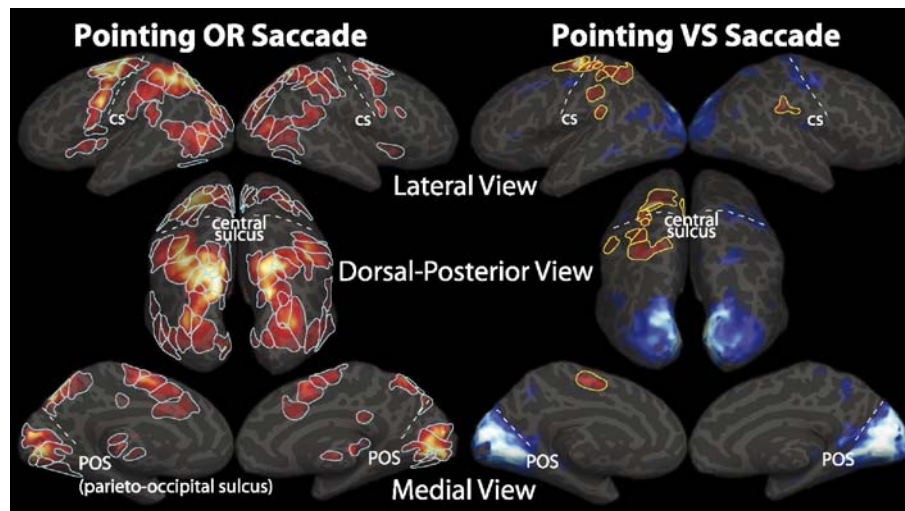 Pointing OR Saccade
Pointing VS Saccade
cs
cs
cs
cs
Lateral View
central
sulcus
central
sulcus
Dorsal-Posterior View
POS
(parieto-occipital sulcus)
POS
POS
POS
Medial View